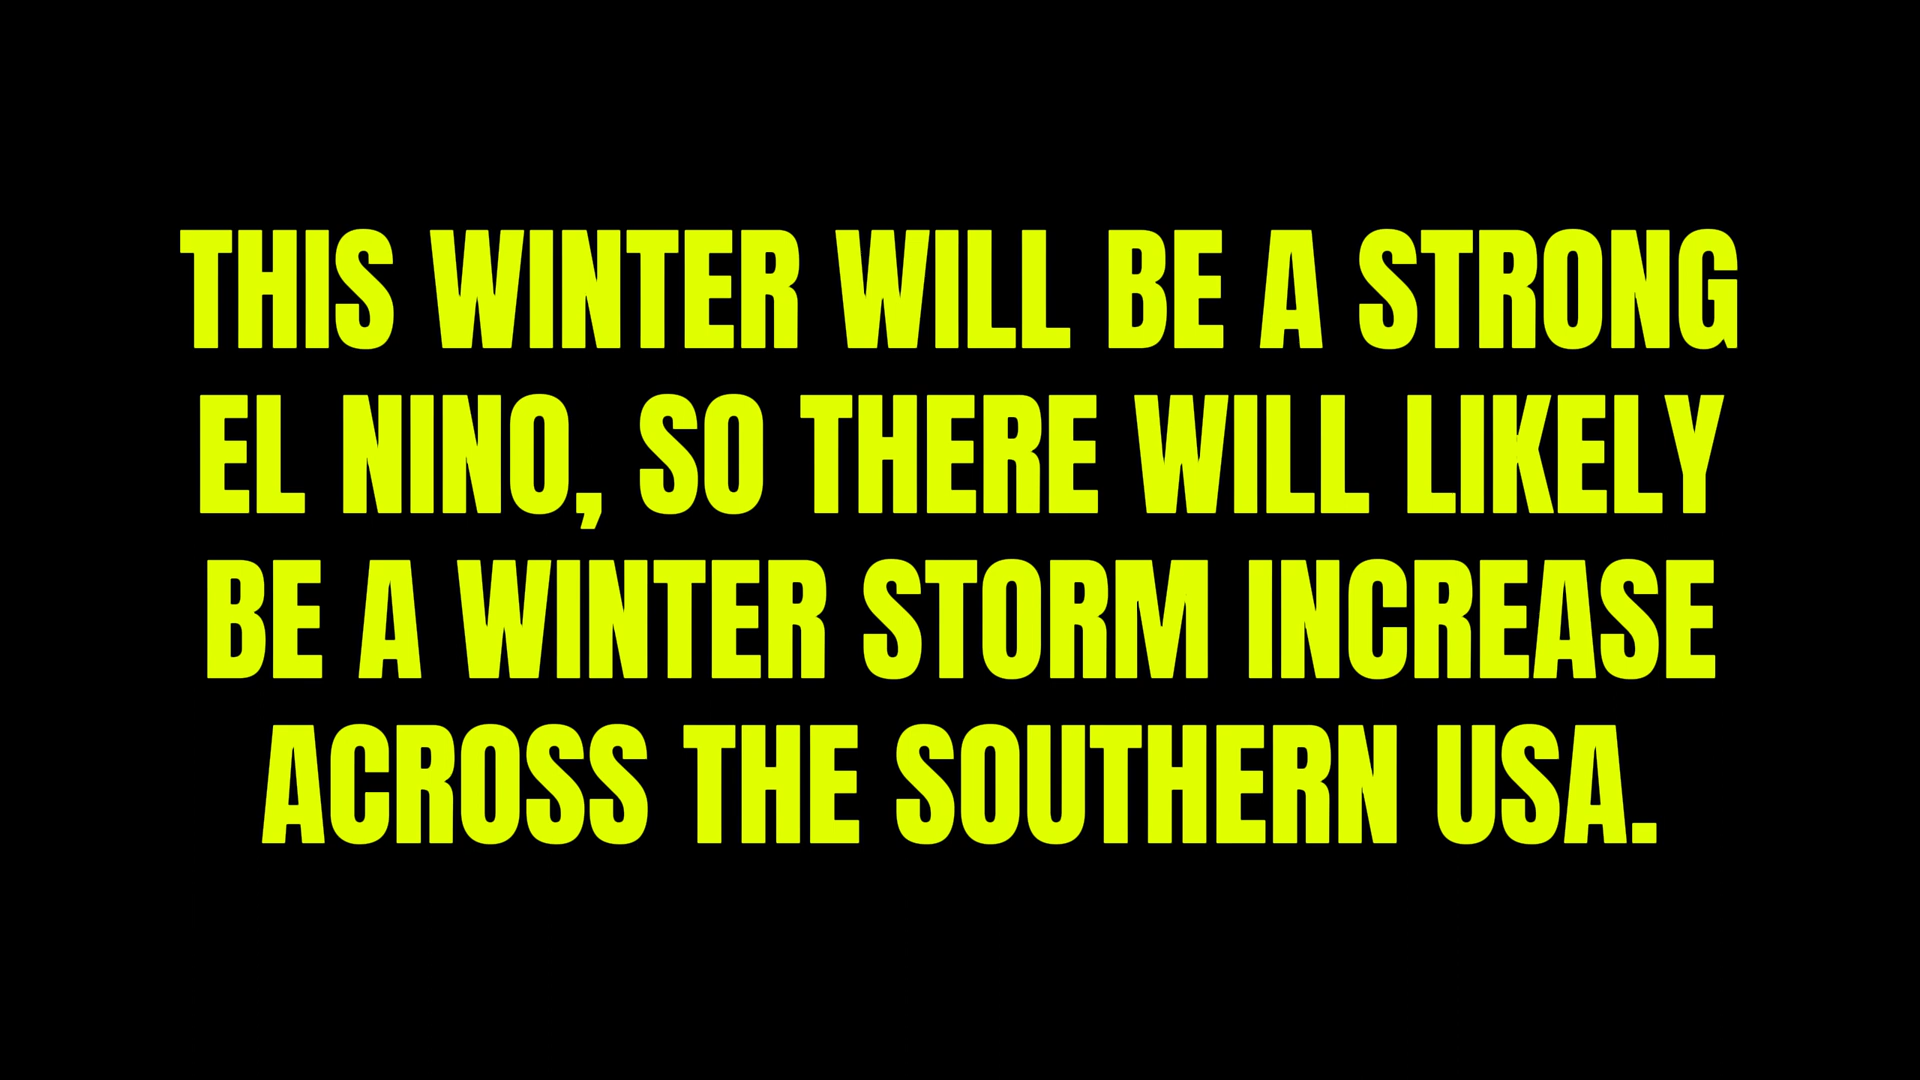 THIS WINTER WILL BE A STRONG
EL NINO, SO THERE WILL LIKELY
BE A WINTER STORM INCREASE
ACROSS THE SOUTHERN USA.